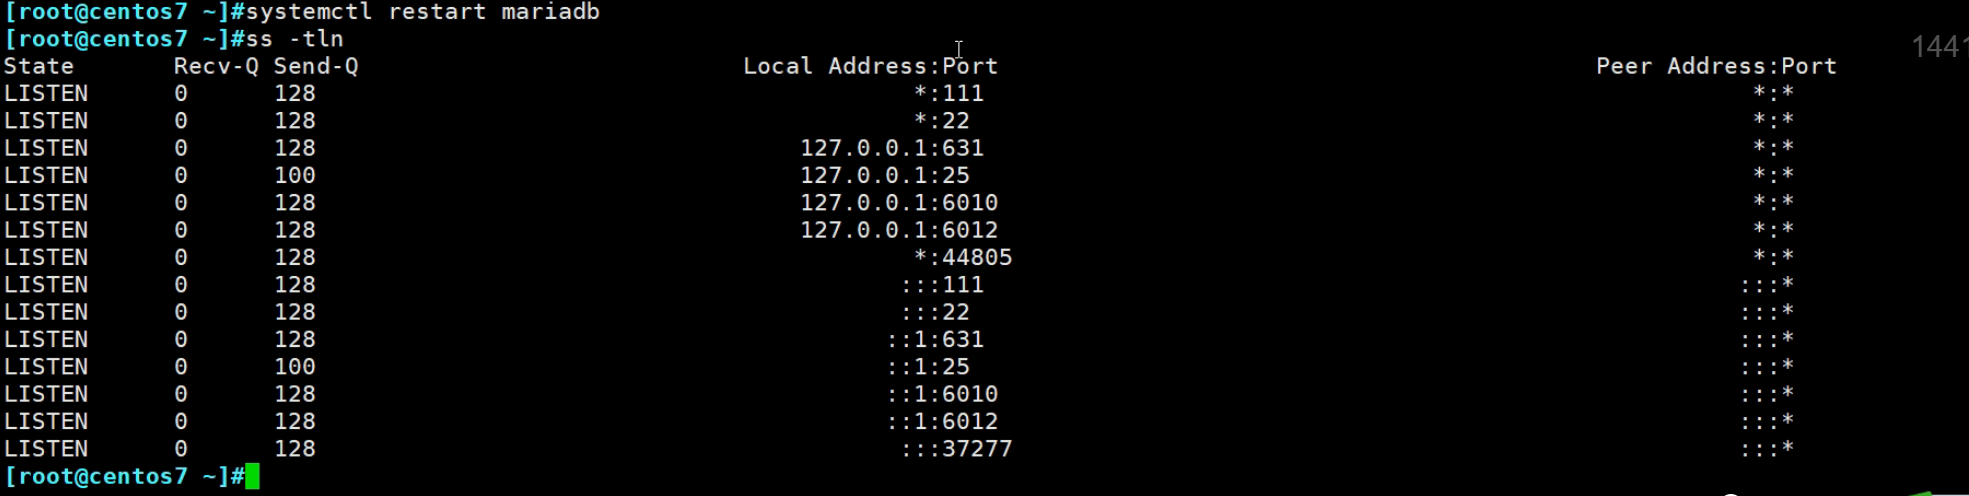 [root@centos7 ~]#systemctl restart mariadb
[root@centos7 ~]#ss -tln
State Recv-Q Send-Q Local Address:Port Peer Address:Port
LISTEN 0 128 *:111 *:*
LISTEN 0 128 *:22 *:*
LISTEN 0 128 127.0.0.1:631 *:*
LISTEN 0 100 127.0.0.1:25 *:*
LISTEN 0 128 127.0.0.1:6010 *:*
LISTEN 0 128 127.0.0.1:6012 *:*
LISTEN 0 128 *:44805 *:*
LISTEN 0 128 :::111 :::*
LISTEN 0 128 :::22 :::*
LISTEN 0 128 ::1:631 :::*
LISTEN 0 100 ::1:25 :::*
LISTEN 0 128 ::1:6010 :::*
LISTEN 0 128 ::1:6012 :::*
LISTEN 0 128 :::37277 :::*
[root@centos7 ~]#